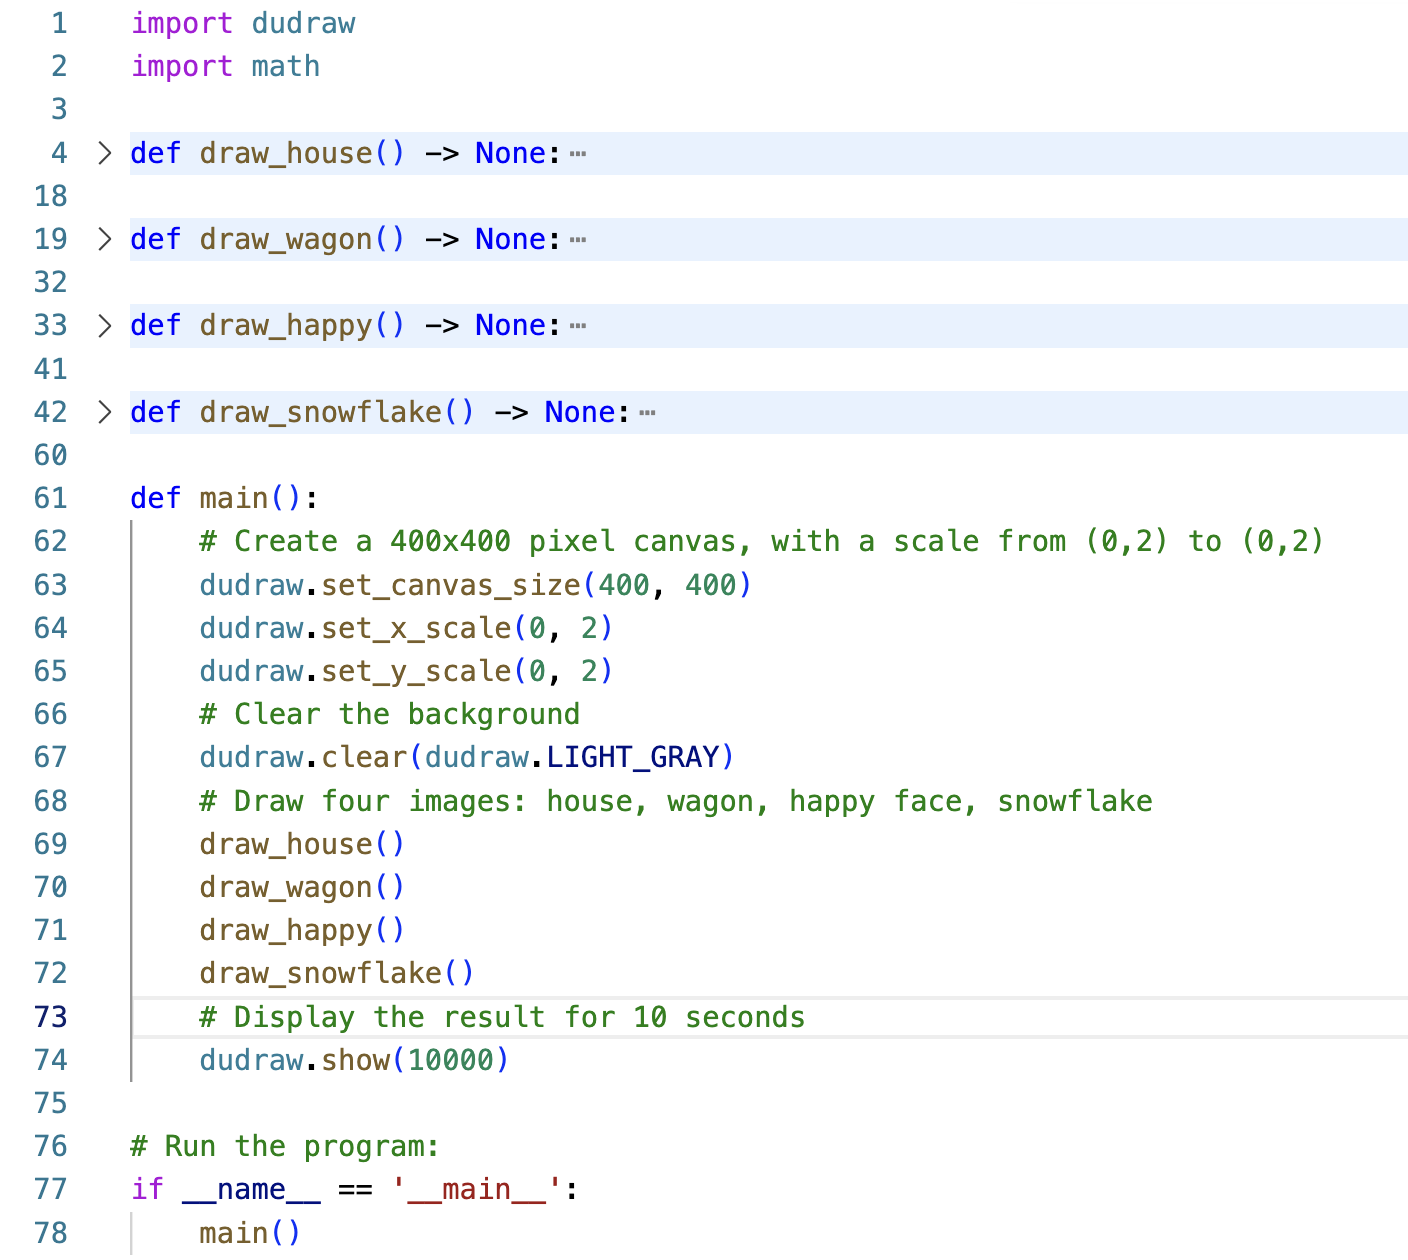 1 import dudraw
2 import math
3
4 > def draw_house() -> None: ⋯
18
19 > def draw_wagon() -> None: ⋯
32
33 > def draw_happy() -> None: ⋯
41
42 > def draw_snowflake() -> None: ⋯
60
61 def main():
62     # Create a 400x400 pixel canvas, with a scale from (0,2) to (0,2)
63     dudraw.set_canvas_size(400, 400)
64     dudraw.set_x_scale(0, 2)
65     dudraw.set_y_scale(0, 2)
66     # Clear the background
67     dudraw.clear(dudraw.LIGHT_GRAY)
68     # Draw four images: house, wagon, happy face, snowflake
69     draw_house()
70     draw_wagon()
71     draw_happy()
72     draw_snowflake()
73     # Display the result for 10 seconds
74     dudraw.show(10000)
75
76 # Run the program:
77 if __name__ == '__main__':
78     main()